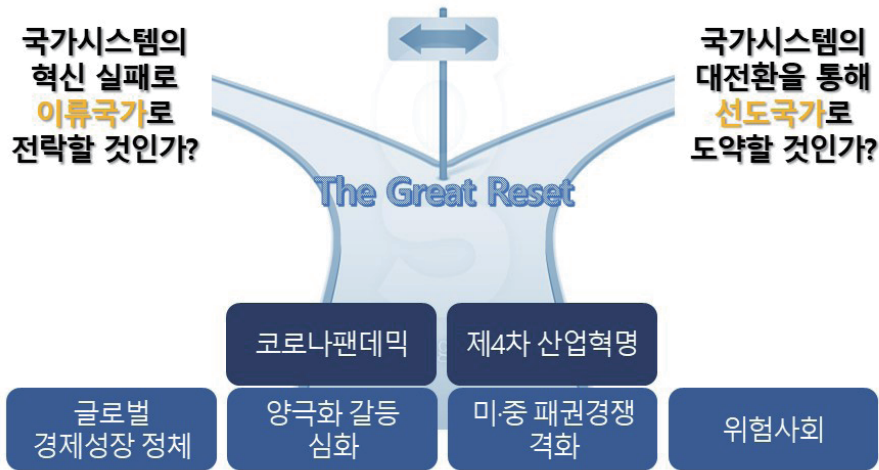 국가시스템의
혁신 실패로
이류국가로
전락할 것인가?
국가시스템의
대전환을 통해
선도국가로
도약할 것인가?
The Great Reset
코로나팬데믹
제4차 산업혁명
글로벌
경제성장 정체
양극화 갈등
심화
미·중 패권경쟁
격화
위험사회